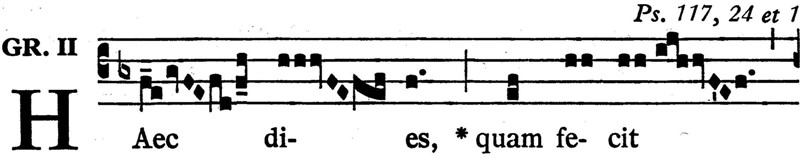 Ps. 117, 24 et 1
GR. II
HAec di- es, * quam fe- cit